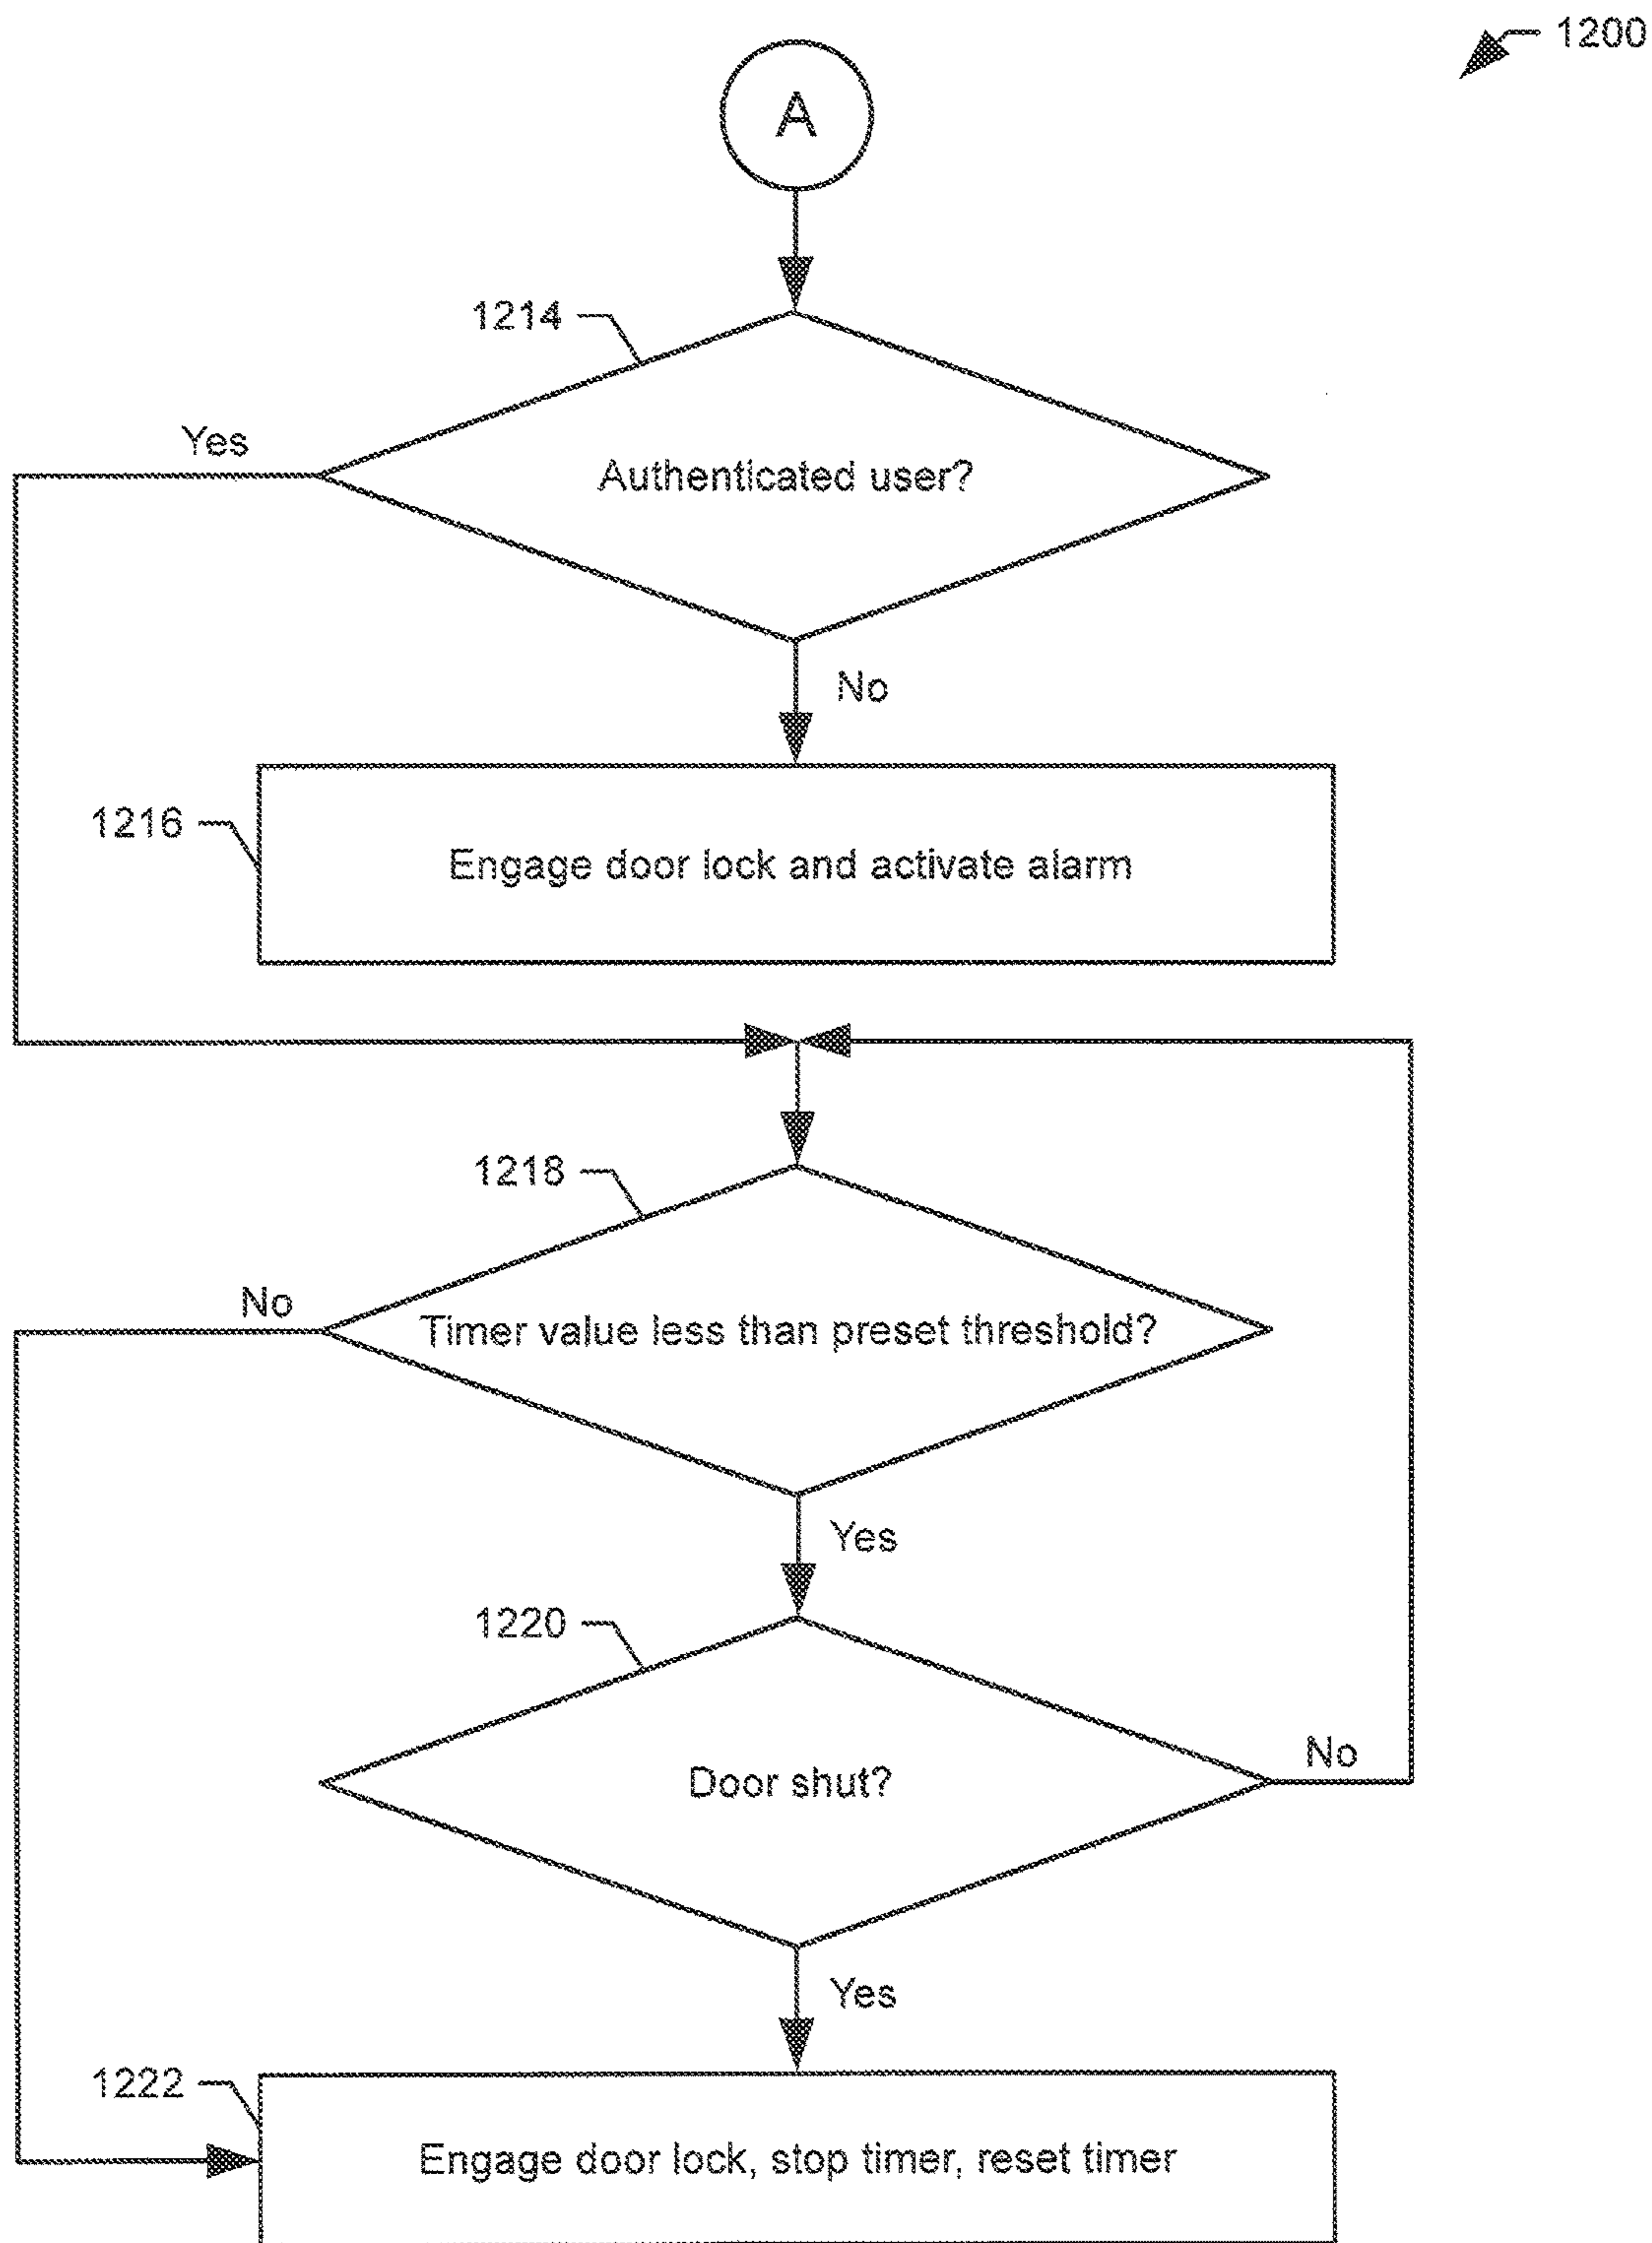 1200
A
1214
Yes
Authenticated user?
No
1216
Engage door lock and activate alarm
1218
No
Timer value less than preset threshold?
Yes
1220
No
Door shut?
Yes
1222
Engage door lock, stop timer, reset timer